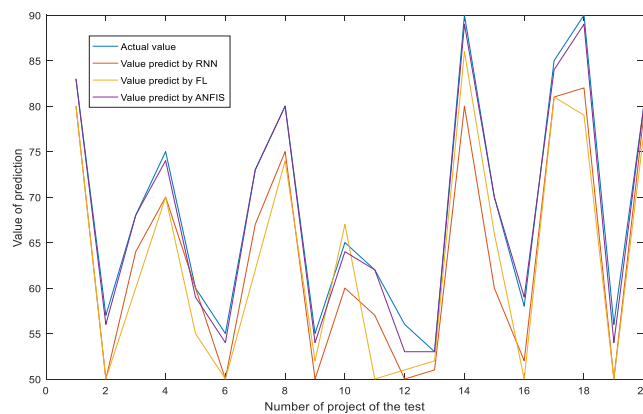 90
85
80
75
70
65
60
55
50
Value of prediction
Actual value
Value predict by RNN
Value predict by FL
Value predict by ANFIS
0 2 4 6 8 10 12 14 16 18
Number of project of the test